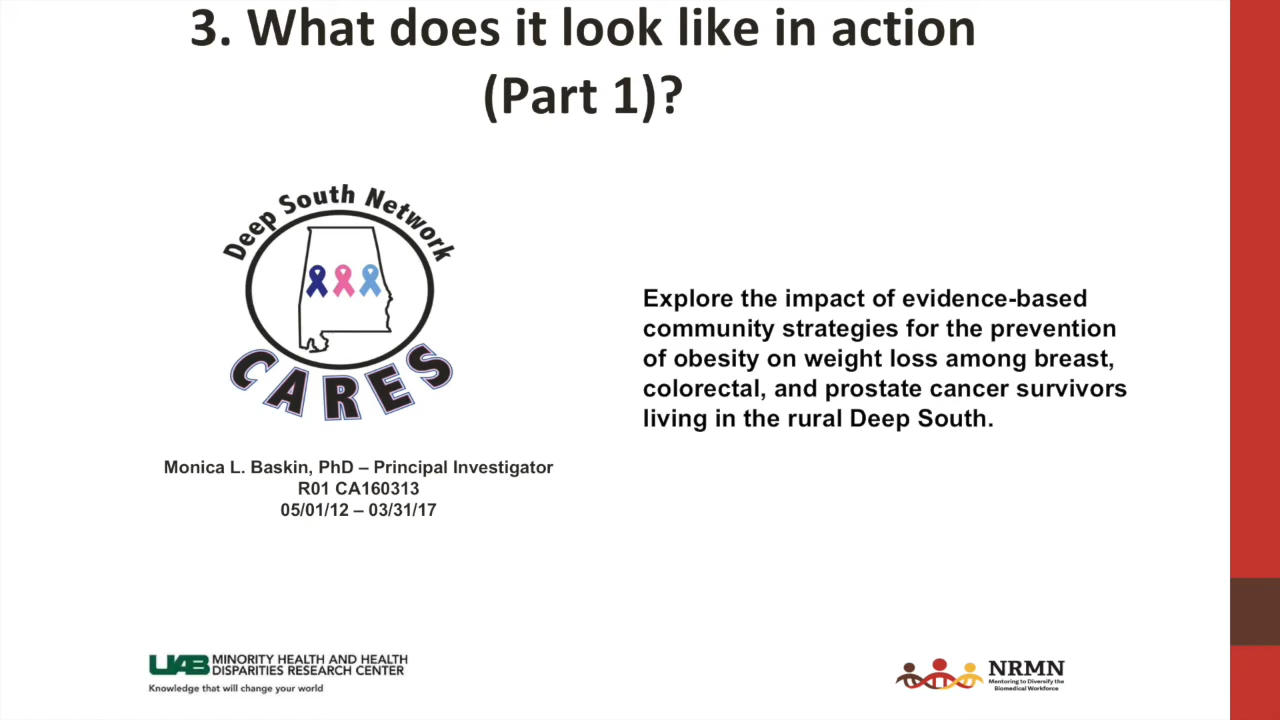 3. What does it look like in action
(Part 1)?
Deep South Network
CARES
Explore the impact of evidence-based
community strategies for the prevention
of obesity on weight loss among breast,
colorectal, and prostate cancer survivors
living in the rural Deep South.
Monica L. Baskin, PhD – Principal Investigator
R01 CA160313
05/01/12 – 03/31/17
UAB MINORITY HEALTH AND HEALTH
DISPARITIES RESEARCH CENTER
Knowledge that will change your world
NRMN
Mentoring to Diversify the
Biomedical Workforce